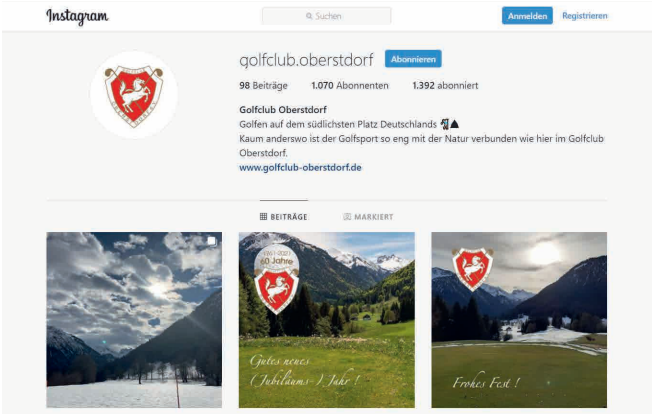 Instagram
Suchen
Anmelden
Registrieren
golfclub.oberstdorf
Abonnieren
98 Beiträge 1.070 Abonnenten 1.392 abonniert
Golfclub Oberstdorf
Golfen auf dem südlichsten Platz Deutschlands
Kaum anderswo ist der Golfsport so eng mit der Natur verbunden wie hier im Golfclub
Oberstdorf.
www.golfclub-oberstdorf.de
BEITRÄGE
MARKIERT
60 Jahre
Gutes neues
(Jubiläums-) Jahr !
Frohes Fest !